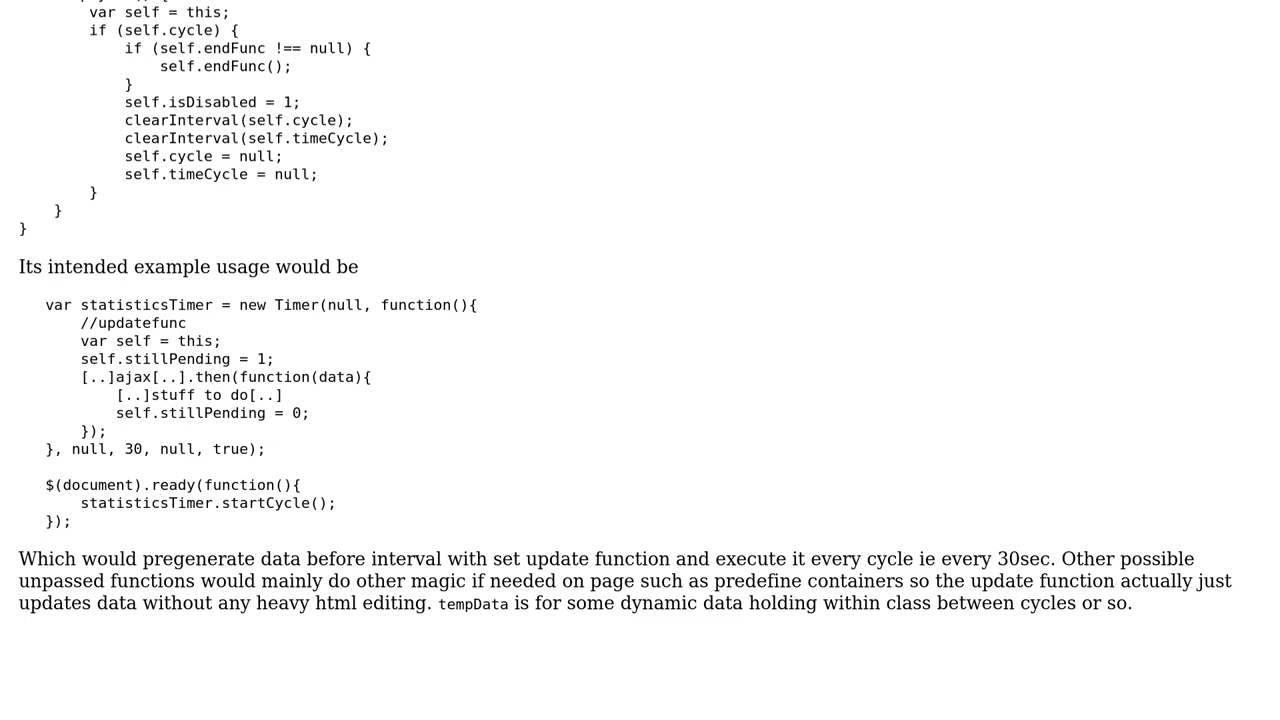 var self = this;
if (self.cycle) {
if (self.endFunc !== null) {
self.endFunc();
}
self.isDisabled = 1;
clearInterval(self.cycle);
clearInterval(self.timeCycle);
self.cycle = null;
self.timeCycle = null;
}
}
}
Its intended example usage would be
var statisticsTimer = new Timer(null, function(){
//updatefunc
var self = this;
self.stillPending = 1;
[..]ajax[..].then(function(data){
[..]stuff to do[..]
self.stillPending = 0;
});
}, null, 30, null, true);
$(document).ready(function(){
statisticsTimer.startCycle();
});
Which would pregenerate data before interval with set update function and execute it every cycle ie every 30sec. Other possible
unpassed functions would mainly do other magic if needed on page such as predefine containers so the update function actually just
updates data without any heavy html editing. tempData is for some dynamic data holding within class between cycles or so.